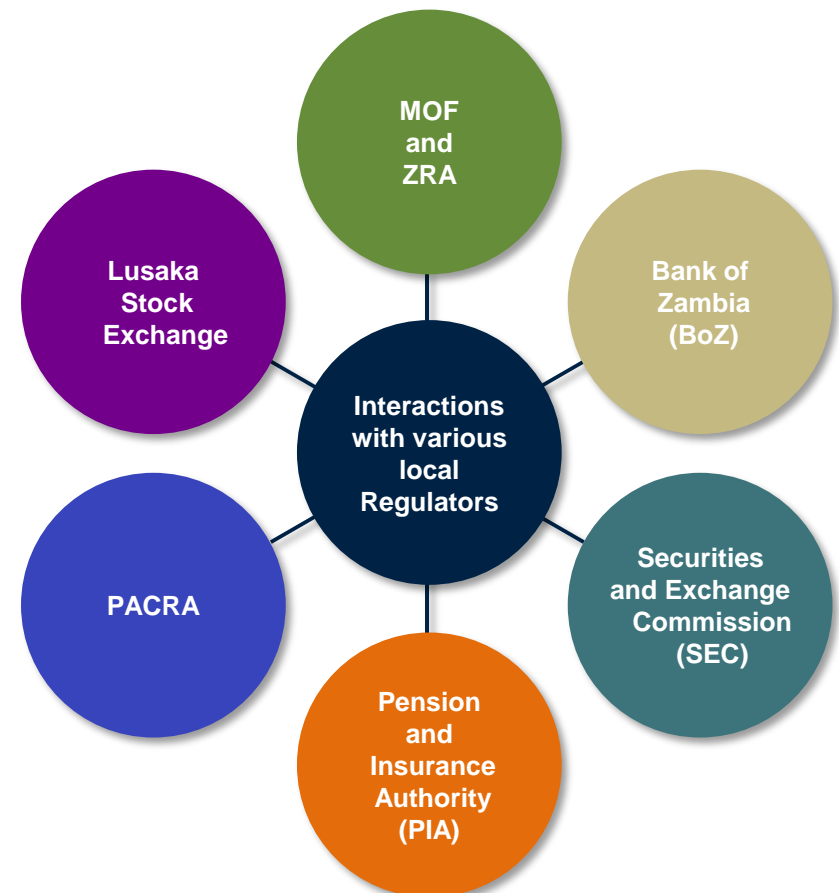 MOF
and
ZRA
Lusaka
Stock
Exchange
Bank of
Zambia
(BoZ)
Interactions
with various
local
Regulators
PACRA
Securities
and Exchange
Commission
(SEC)
Pension
and
Insurance
Authority
(PIA)